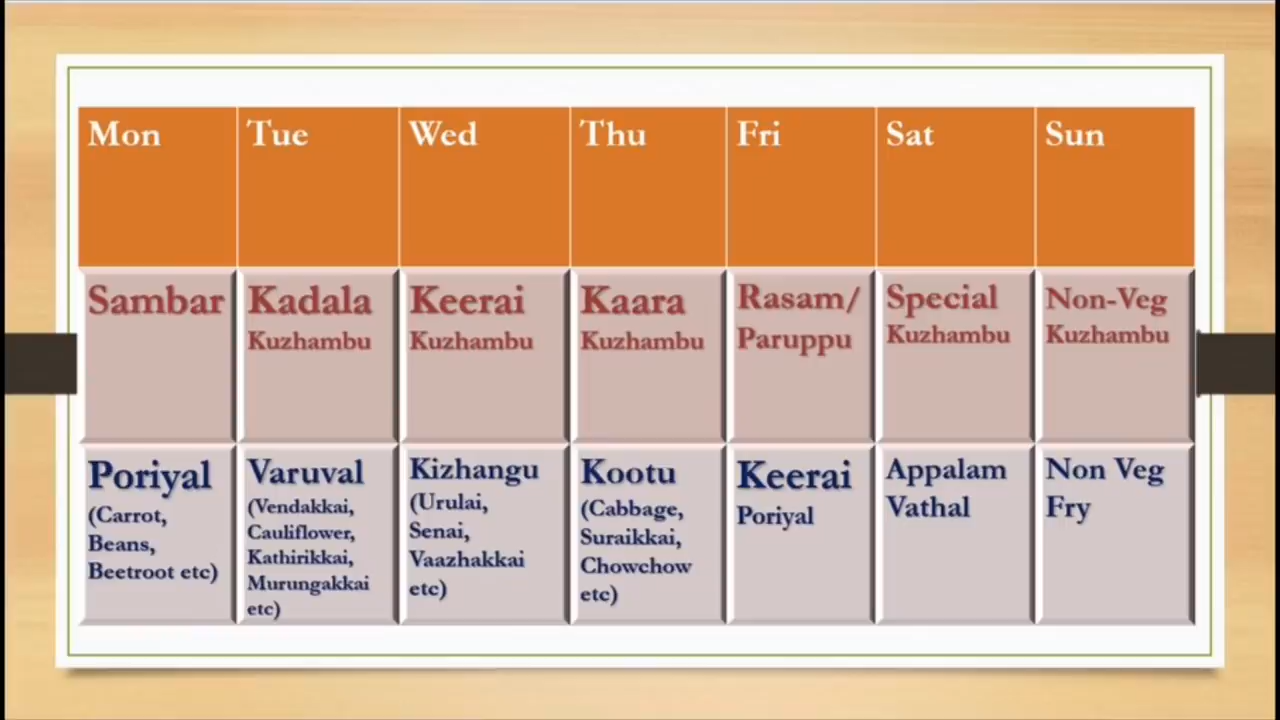 Mon Tue Wed Thu Fri Sat Sun
Sambar
Kadala
Kuzhambu
Keerai
Kuzhambu
Kaara
Kuzhambu
Rasam/
Paruppu
Special
Kuzhambu
Non-Veg
Kuzhambu
Poriyal
(Carrot,
Beans,
Beetroot etc)
Varuval
(Vendakkai,
Cauliflower,
Kathirikkai,
Murungakkai
etc)
Kizhangu
(Urulai,
Senai,
Vaazhakkai
etc)
Kootu
(Cabbage,
Suraikkai,
Chowchow
etc)
Keerai
Poriyal
Appalam
Vathal
Non Veg
Fry